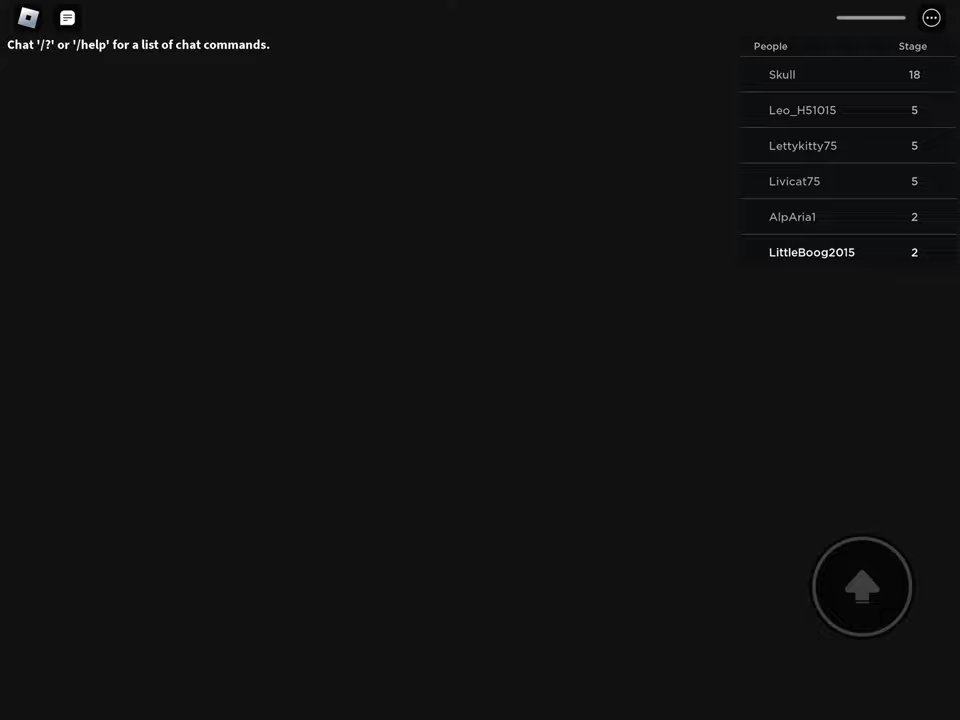 Chat '/?' or '/help' for a list of chat commands.
People Stage
Skull 18
Leo_H51015 5
Lettykitty75 5
Livicat75 5
AlpAria1 2
LittleBoog2015 2